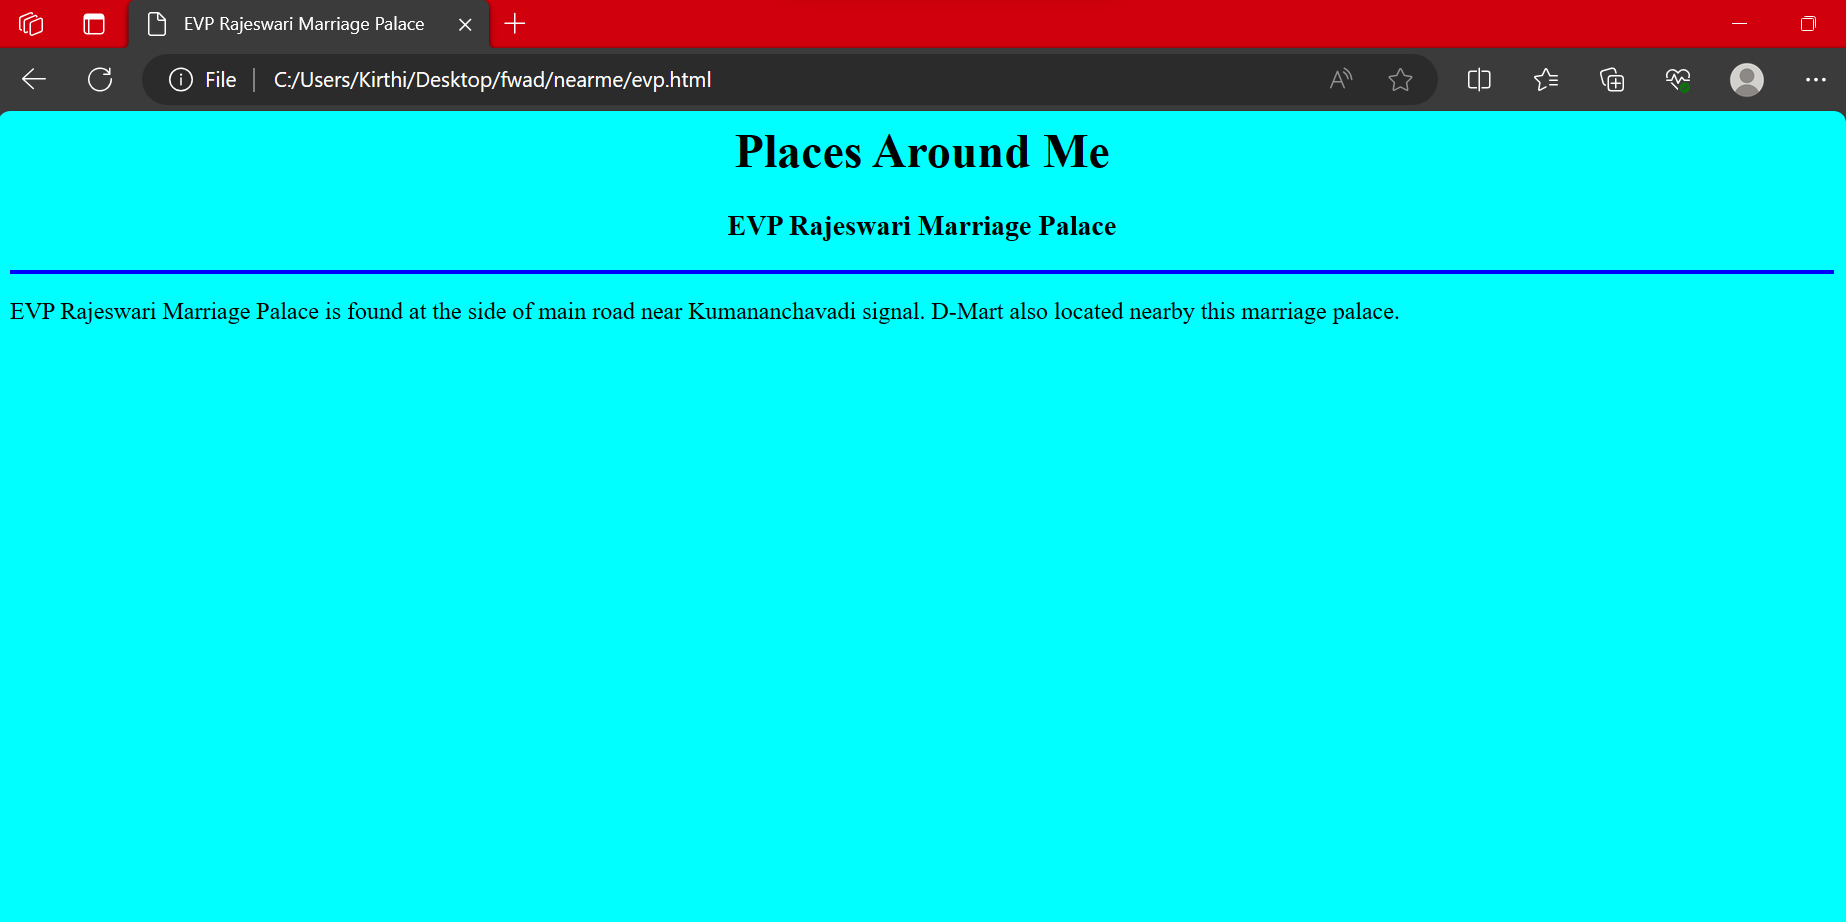 EVP Rajeswari Marriage Palace
File
C:/Users/Kirthi/Desktop/fwad/nearme/evp.html
Places Around Me
EVP Rajeswari Marriage Palace
EVP Rajeswari Marriage Palace is found at the side of main road near Kumananchavadi signal. D-Mart also located nearby this marriage palace.